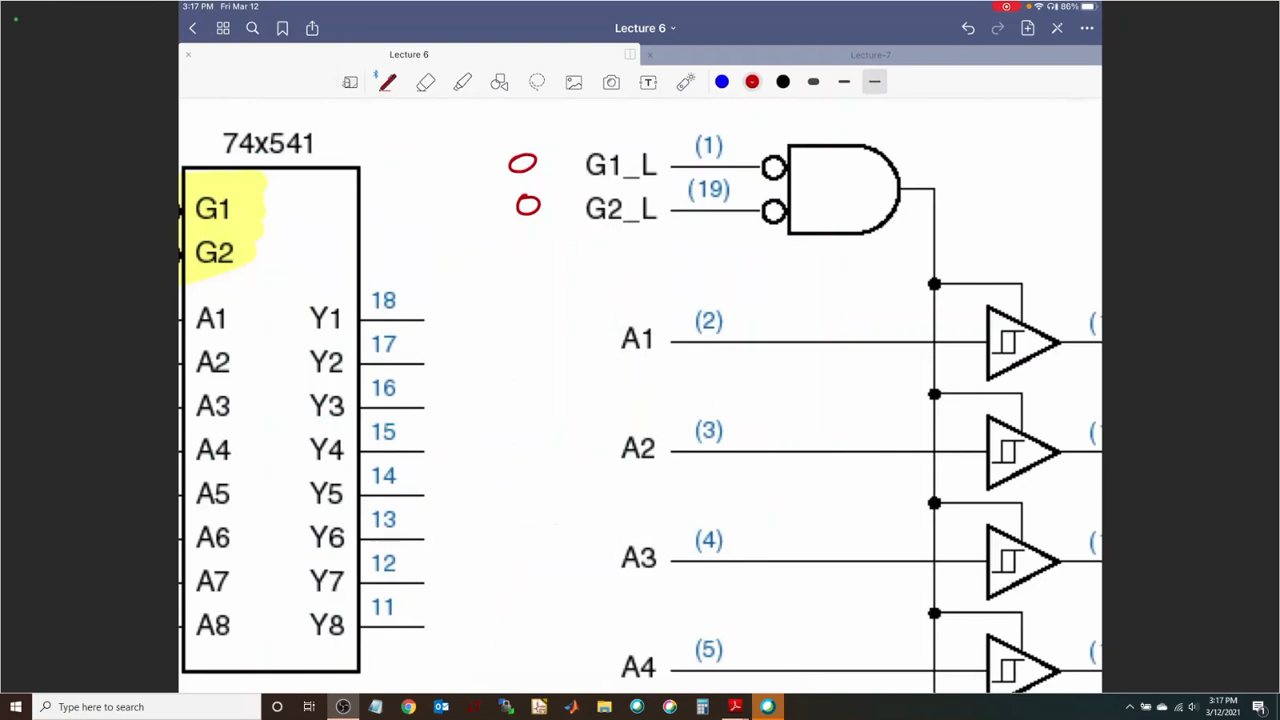 3:17 PM Fri Mar 12
86%
Lecture 6
Lecture 6
Lecture-7
T
74x541
G1
G2
A1 Y1 18
A2 Y2 17
A3 Y3 16
A4 Y4 15
A5 Y5 14
A6 Y6 13
A7 Y7 12
A8 Y8 11
0 G1_L (1)
0 G2_L (19)
A1 (2) (1
A2 (3) (
A3 (4) (
A4 (5) (
Type here to search
3:17 PM
3/12/2021